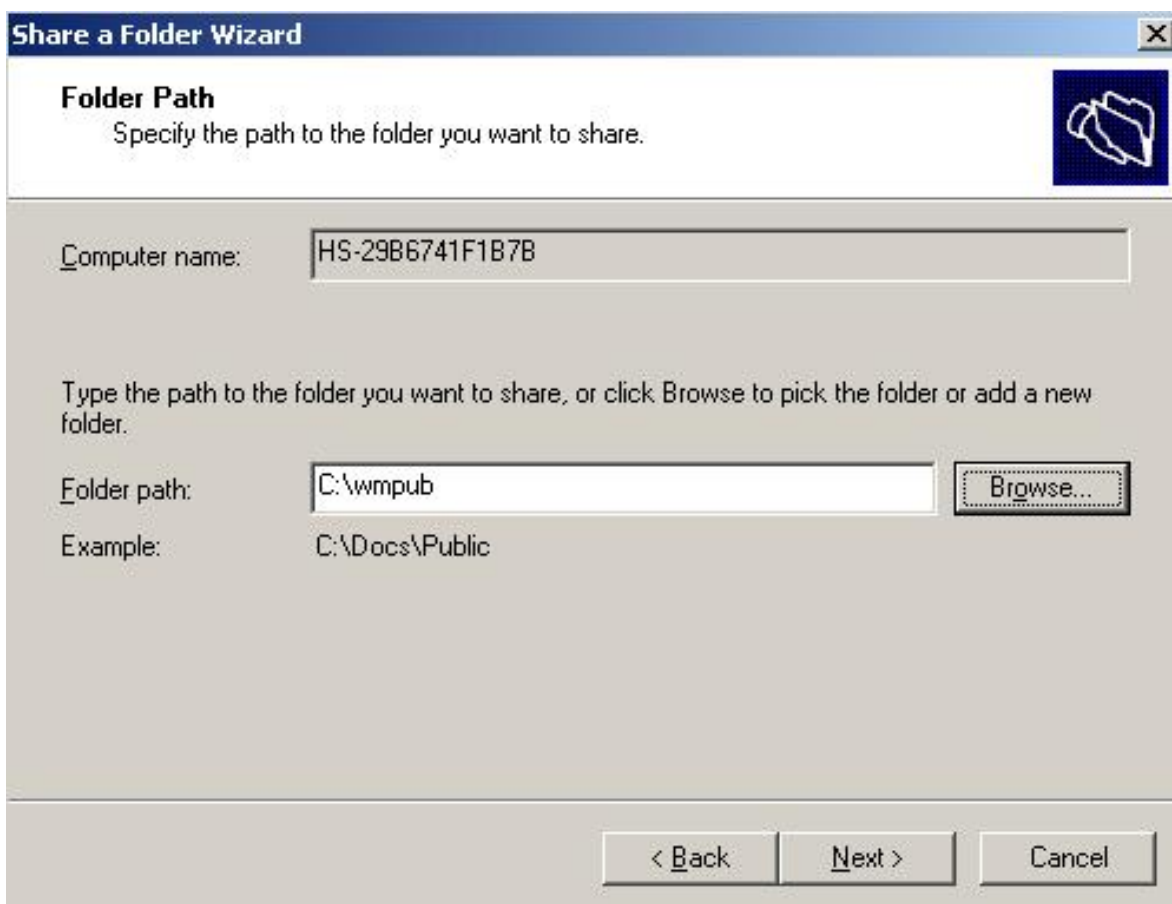 Share a Folder Wizard
Folder Path
Specify the path to the folder you want to share.
Computer name: HS-29B6741F1B7B
Type the path to the folder you want to share, or click Browse to pick the folder or add a new
folder.
Folder path: C:\wmpub Browse...
Example: C:\Docs\Public
< Back Next > Cancel